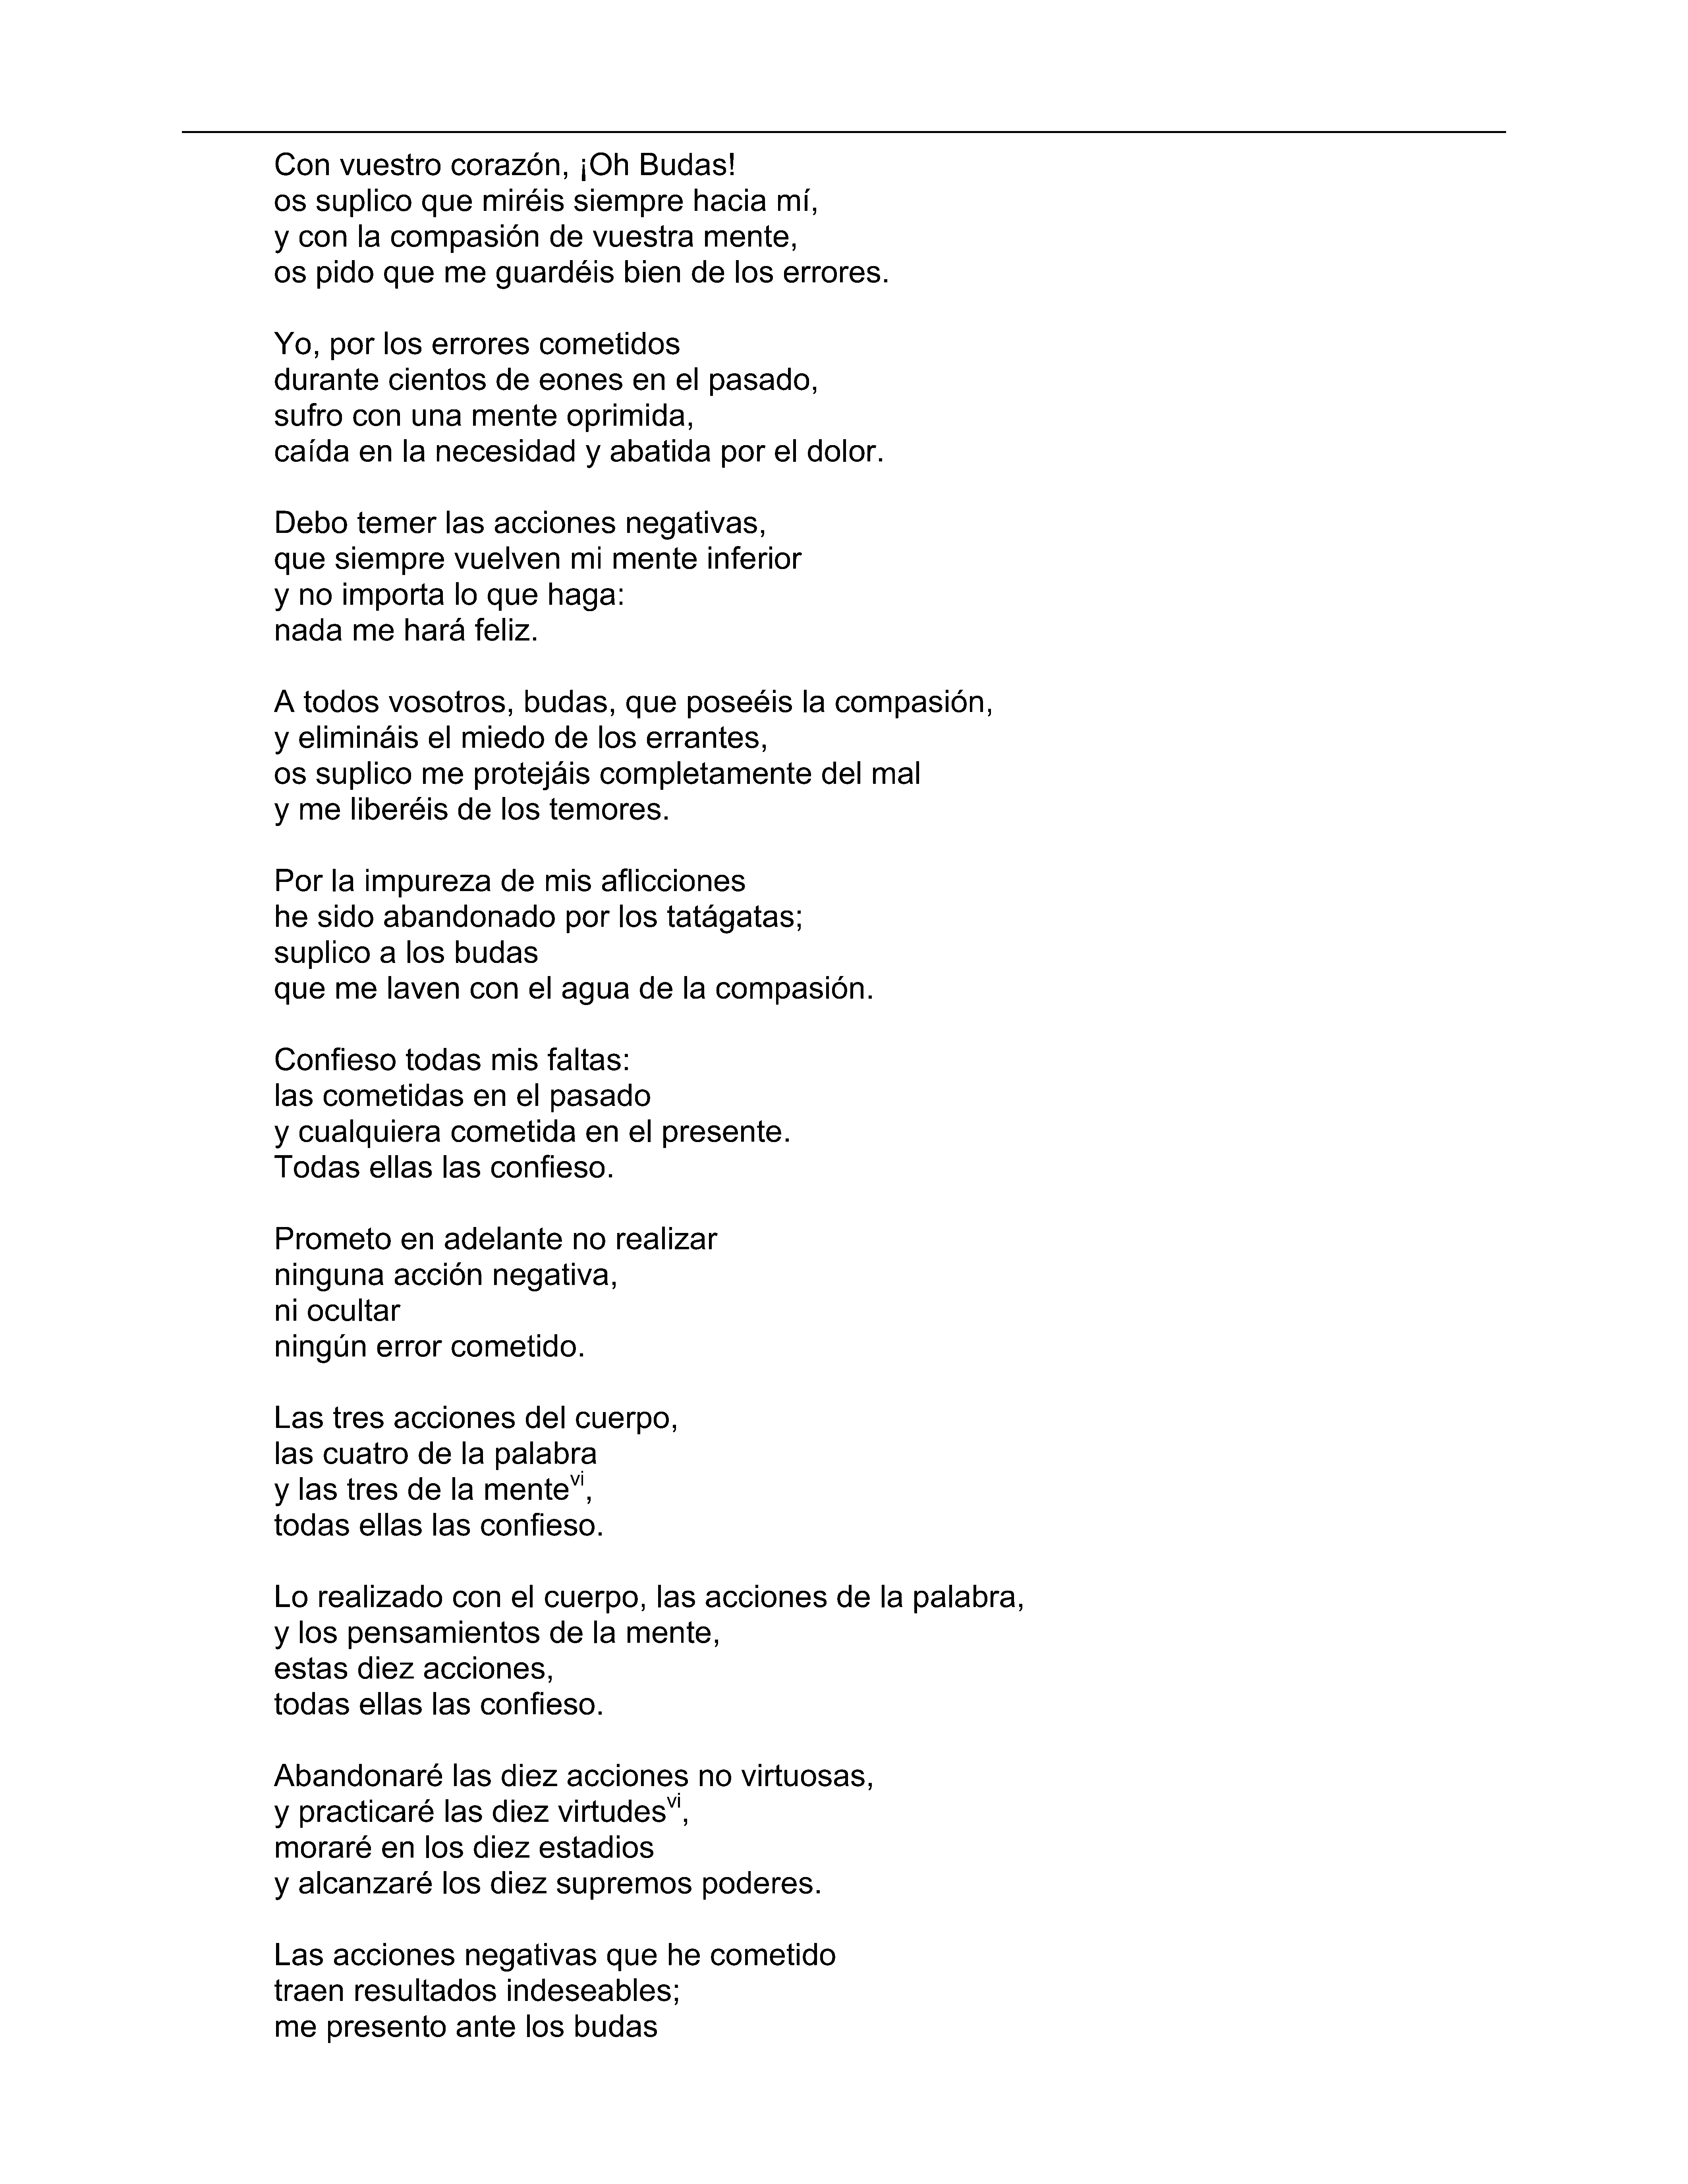 Con vuestro corazón, ¡Oh Budas!
os suplico que miréis siempre hacia mí,
y con la compasión de vuestra mente,
os pido que me guardéis bien de los errores.
Yo, por los errores cometidos
durante cientos de eones en el pasado,
sufro con una mente oprimida,
caída en la necesidad y abatida por el dolor.
Debo temer las acciones negativas,
que siempre vuelven mi mente inferior
y no importa lo que haga:
nada me hará feliz.
A todos vosotros, budas, que poseéis la compasión,
y elimináis el miedo de los errantes,
os suplico me protejáis completamente del mal
y me liberéis de los temores.
Por la impureza de mis aflicciones
he sido abandonado por los tatágatas;
suplico a los budas
que me laven con el agua de la compasión.
Confieso todas mis faltas:
las cometidas en el pasado
y cualquiera cometida en el presente.
Todas ellas las confieso.
Prometo en adelante no realizar
ninguna acción negativa,
ni ocultar
ningún error cometido.
Las tres acciones del cuerpo,
las cuatro de la palabra
y las tres de la mente^vi,
todas ellas las confieso.
Lo realizado con el cuerpo, las acciones de la palabra,
y los pensamientos de la mente,
estas diez acciones,
todas ellas las confieso.
Abandonaré las diez acciones no virtuosas,
y practicaré las diez virtudes^vi,
moraré en los diez estadios
y alcanzaré los diez supremos poderes.
Las acciones negativas que he cometido
traen resultados indeseables;
me presento ante los budas